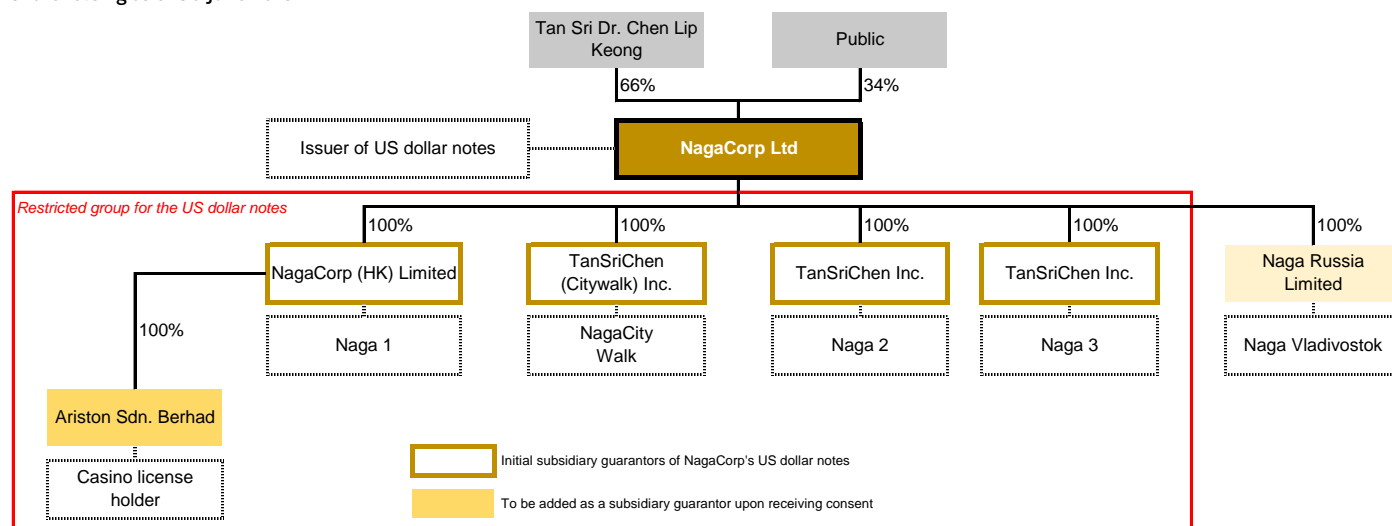 Tan Sri Dr. Chen Lip
Keong
Public
66%
34%
Issuer of US dollar notes
NagaCorp Ltd
Restricted group for the US dollar notes
100%
100%
100%
100%
100%
NagaCorp (HK) Limited
TanSriChen
(Citywalk) Inc.
TanSriChen Inc.
TanSriChen Inc.
Naga Russia
Limited
100%
Naga 1
NagaCity
Walk
Naga 2
Naga 3
Naga Vladivostok
Ariston Sdn. Berhad
Casino license
holder
Initial subsidiary guarantors of NagaCorp's US dollar notes
To be added as a subsidiary guarantor upon receiving consent